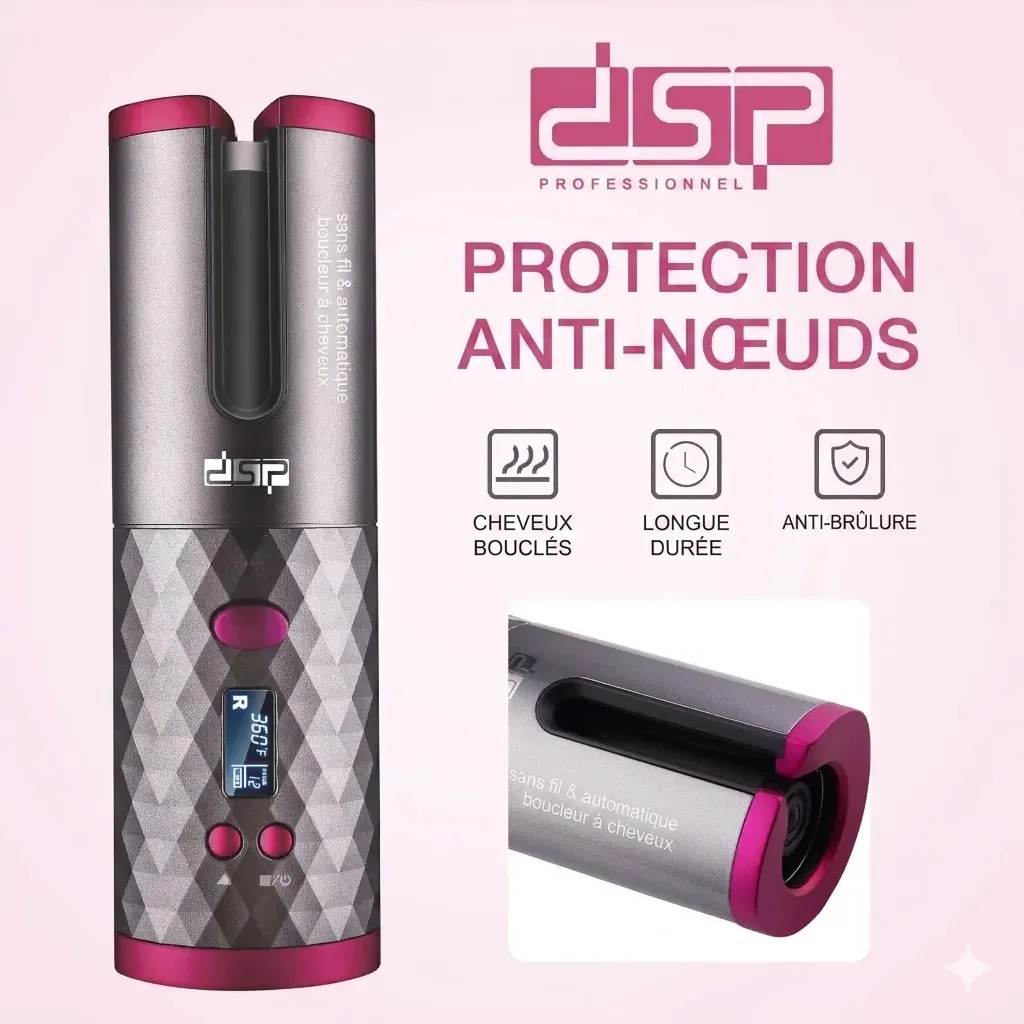 dsp
PROFESSIONNEL
PROTECTION
ANTI-NŒUDS
CHEVEUX
BOUCLÉS
LONGUE
DURÉE
ANTI-BRÛLURE
sans fil & automatique
boucleur à cheveux
dsp
R
360°F
12
sans fil & automatique
boucleur à cheveux